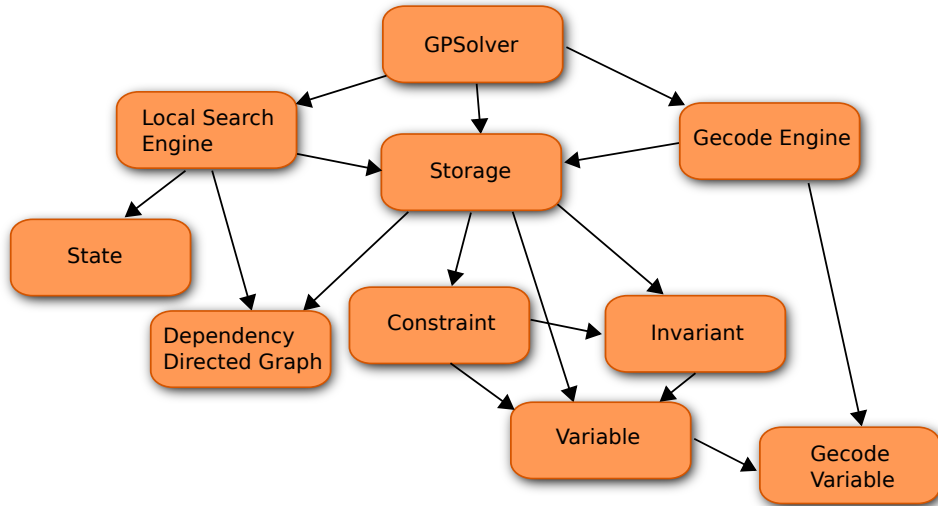 GPSolver
Local Search
Engine
Gecode Engine
Storage
State
Dependency
Directed Graph
Constraint
Invariant
Variable
Gecode
Variable